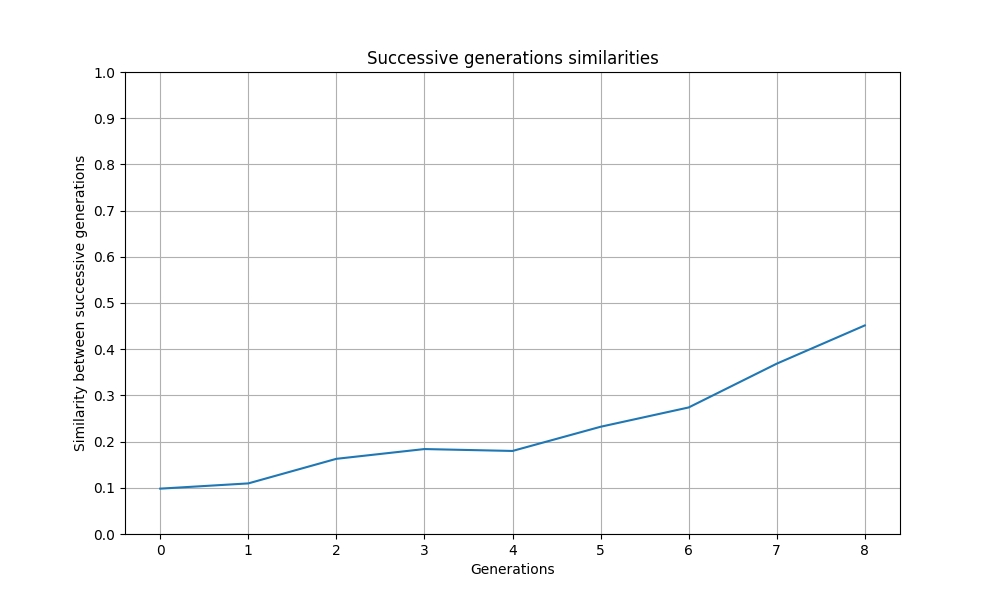 Successive generations similarities
1.0
0.9
0.8
0.7
0.6
0.5
0.4
0.3
0.2
0.1
0.0
Similarity between successive generations
0 1 2 3 4 5 6 7 8
Generations